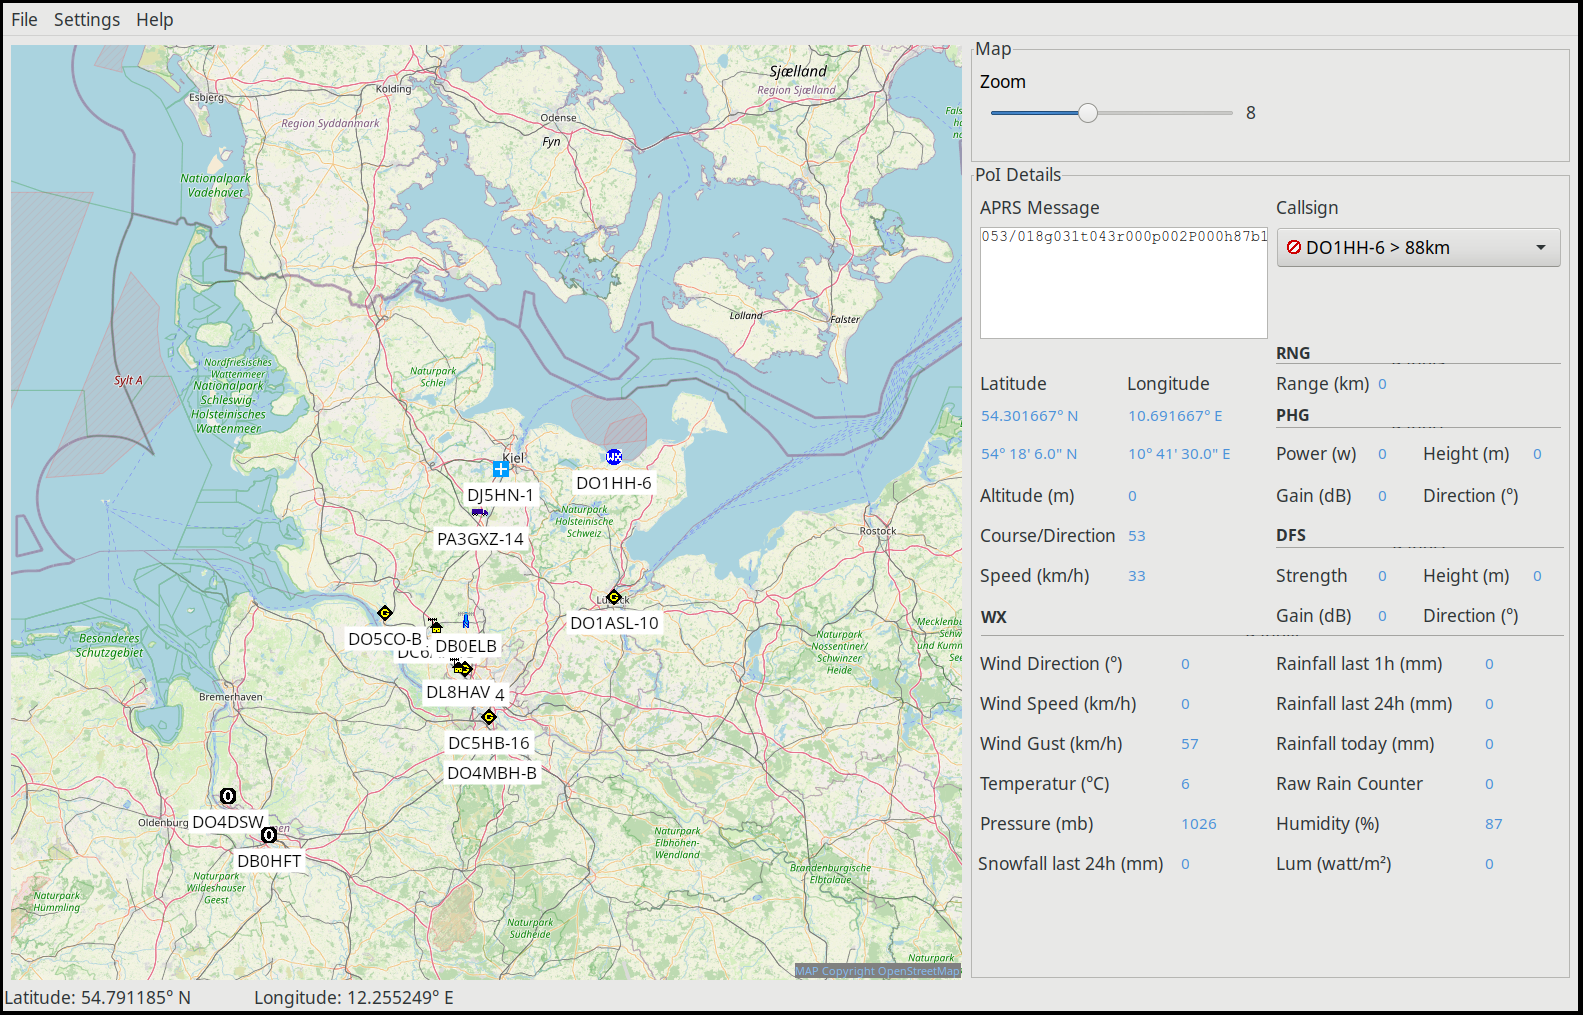 File Settings Help
Map
Zoom
8
PoI Details
APRS Message
Callsign
053/018g031t043r000p002P000h87b1
DO1HH-6 > 88km
RNG
Latitude
Longitude
Range (km) 0
54.301667° N
10.691667° E
PHG
54° 18' 6.0" N
10° 41' 30.0" E
Power (w) 0
Height (m) 0
Altitude (m) 0
Gain (dB) 0
Direction (º)
Course/Direction 53
DFS
Speed (km/h) 33
Strength 0
Height (m) 0
WX
Gain (dB) 0
Direction (º)
Wind Direction (º) 0
Rainfall last 1h (mm) 0
Wind Speed (km/h) 0
Rainfall last 24h (mm) 0
Wind Gust (km/h) 57
Rainfall today (mm) 0
Temperatur (ºC) 6
Raw Rain Counter 0
Pressure (mb) 1026
Humidity (%) 87
Snowfall last 24h (mm) 0
Lum (watt/m²) 0
Sjælland
Region Sjælland
Esbjerg
Kolding
Region Syddanmark
Odense
Fyn
Nationalpark
Vadehavet
Lolland
Falster
Sylt A
Nordfriesisches
Wattenmeer
Nationalpark
Schleswig-
Holsteinisches
Wattenmeer
Naturpark
Schlei
Kiel
WX
DO1HH-6
DJ5HN-1
PA3GXZ-14
Naturpark
Holsteinische
Schweiz
Rostock
G
DO1ASL-10
G
DO5CO-B
DB0ELB
DL8HAV 4
G
DC5HB-16
DO4MBH-B
Besonderes
Schutzgebiet
Naturpark
Nossentiner/
Schwinzer
Heide
Bremerhaven
0
Oldenburg
DO4DSW
0
DB0HFT
Naturpark
Wildeshauser
Geest
Naturpark
Hümmling
Naturpark
Elbhöhen-
Wendland
Brandenburgische
Elbtalaue
Naturpark
Südheide
Naturpark
MAP Copyright OpenStreetMap
Latitude: 54.791185° N
Longitude: 12.255249° E